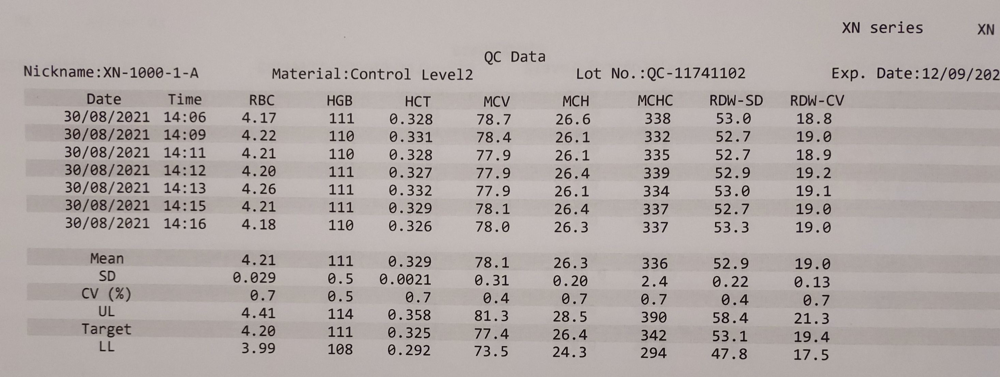 XN series XN
QC Data
Nickname:XN-1000-1-A Material:Control Level2 Lot No.:QC-11741102 Exp. Date:12/09/202
Date Time RBC HGB HCT MCV MCH MCHC RDW-SD RDW-CV
30/08/2021 14:06 4.17 111 0.328 78.7 26.6 338 53.0 18.8
30/08/2021 14:09 4.22 110 0.331 78.4 26.1 332 52.7 19.0
30/08/2021 14:11 4.21 110 0.328 77.9 26.1 335 52.7 18.9
30/08/2021 14:12 4.20 111 0.327 77.9 26.4 339 52.9 19.2
30/08/2021 14:13 4.26 111 0.332 77.9 26.1 334 53.0 19.1
30/08/2021 14:15 4.21 111 0.329 78.1 26.4 337 52.7 19.0
30/08/2021 14:16 4.18 110 0.326 78.0 26.3 337 53.3 19.0
Mean 4.21 111 0.329 78.1 26.3 336 52.9 19.0
SD 0.029 0.5 0.0021 0.31 0.20 2.4 0.22 0.13
CV (%) 0.7 0.5 0.7 0.4 0.7 0.7 0.4 0.7
UL 4.41 114 0.358 81.3 28.5 390 58.4 21.3
Target 4.20 111 0.325 77.4 26.4 342 53.1 19.4
LL 3.99 108 0.292 73.5 24.3 294 47.8 17.5